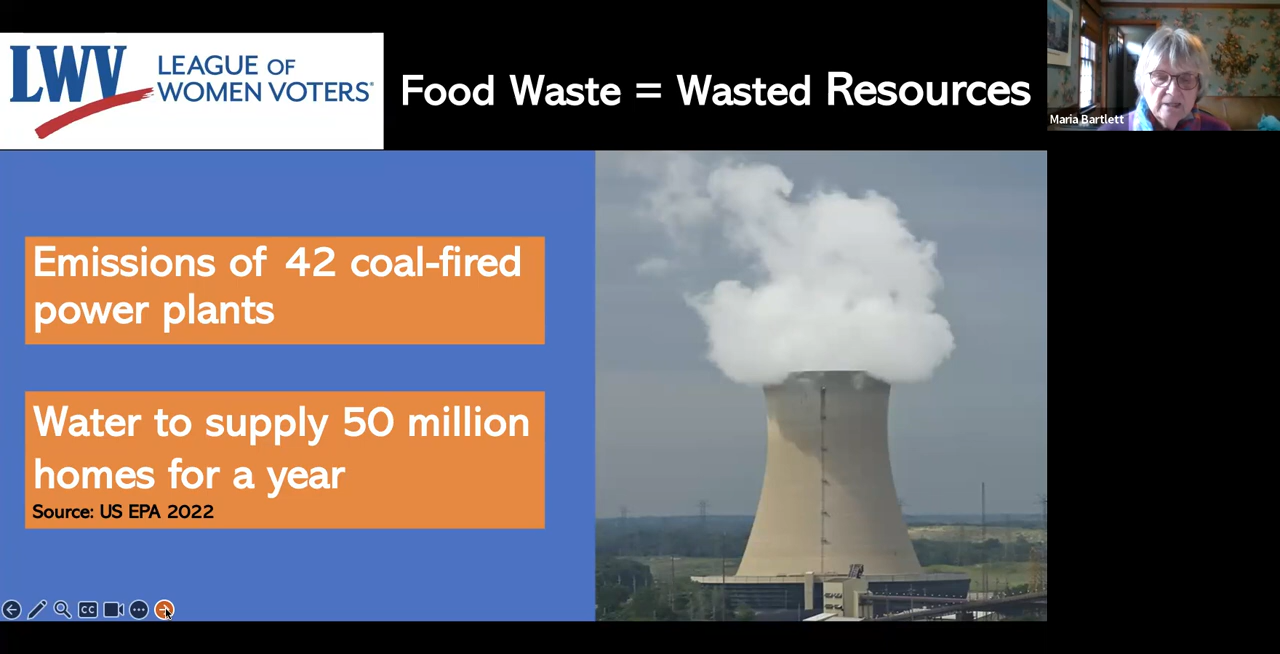 LWV
LEAGUE OF
WOMEN VOTERS®
Food Waste = Wasted Resources
Maria Bartlett
Emissions of 42 coal-fired
power plants
Water to supply 50 million
homes for a year
Source: US EPA 2022
CC